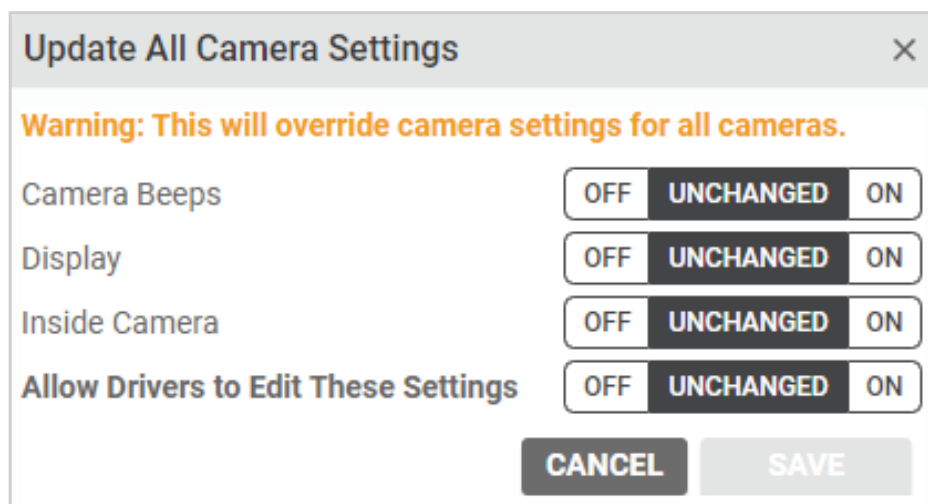 Update All Camera Settings
Warning: This will override camera settings for all cameras.
Camera Beeps OFF UNCHANGED ON
Display OFF UNCHANGED ON
Inside Camera OFF UNCHANGED ON
Allow Drivers to Edit These Settings OFF UNCHANGED ON
CANCEL SAVE